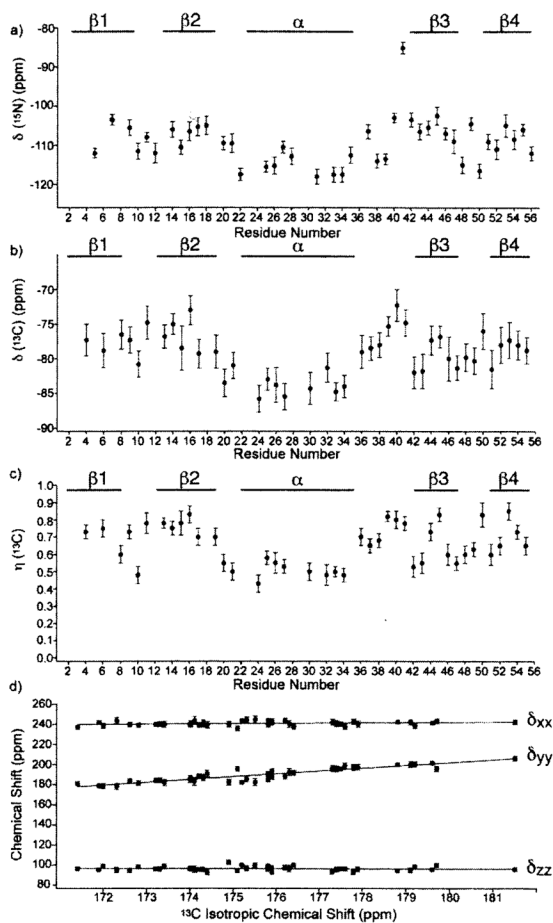 a) β1 β2 α β3 β4
δ (¹⁵N) (ppm)
-80
-90
-100
-110
-120
2 4 6 8 10 12 14 16 18 20 22 24 26 28 30 32 34 36 38 40 42 44 46 48 50 52 54 56
Residue Number
b) β1 β2 α β3 β4
δ (¹³C) (ppm)
-70
-75
-80
-85
-90
2 4 6 8 10 12 14 16 18 20 22 24 26 28 30 32 34 36 38 40 42 44 46 48 50 52 54 56
Residue Number
c) β1 β2 α β3 β4
η (¹³C)
1.0
0.9
0.8
0.7
0.6
0.5
0.4
0.3
0.2
0.1
0.0
2 4 6 8 10 12 14 16 18 20 22 24 26 28 30 32 34 36 38 40 42 44 46 48 50 52 54 56
Residue Number
d)
Chemical Shift (ppm)
260
240
220
200
180
160
140
120
100
80
δxx
δyy
δzz
172 173 174 175 176 177 178 179 180 181
¹³C Isotropic Chemical Shift (ppm)